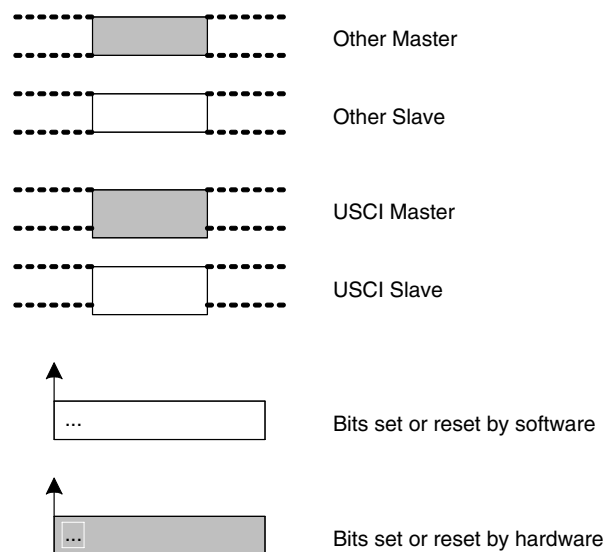 Other Master
Other Slave
USCI Master
USCI Slave
...
Bits set or reset by software
...
Bits set or reset by hardware